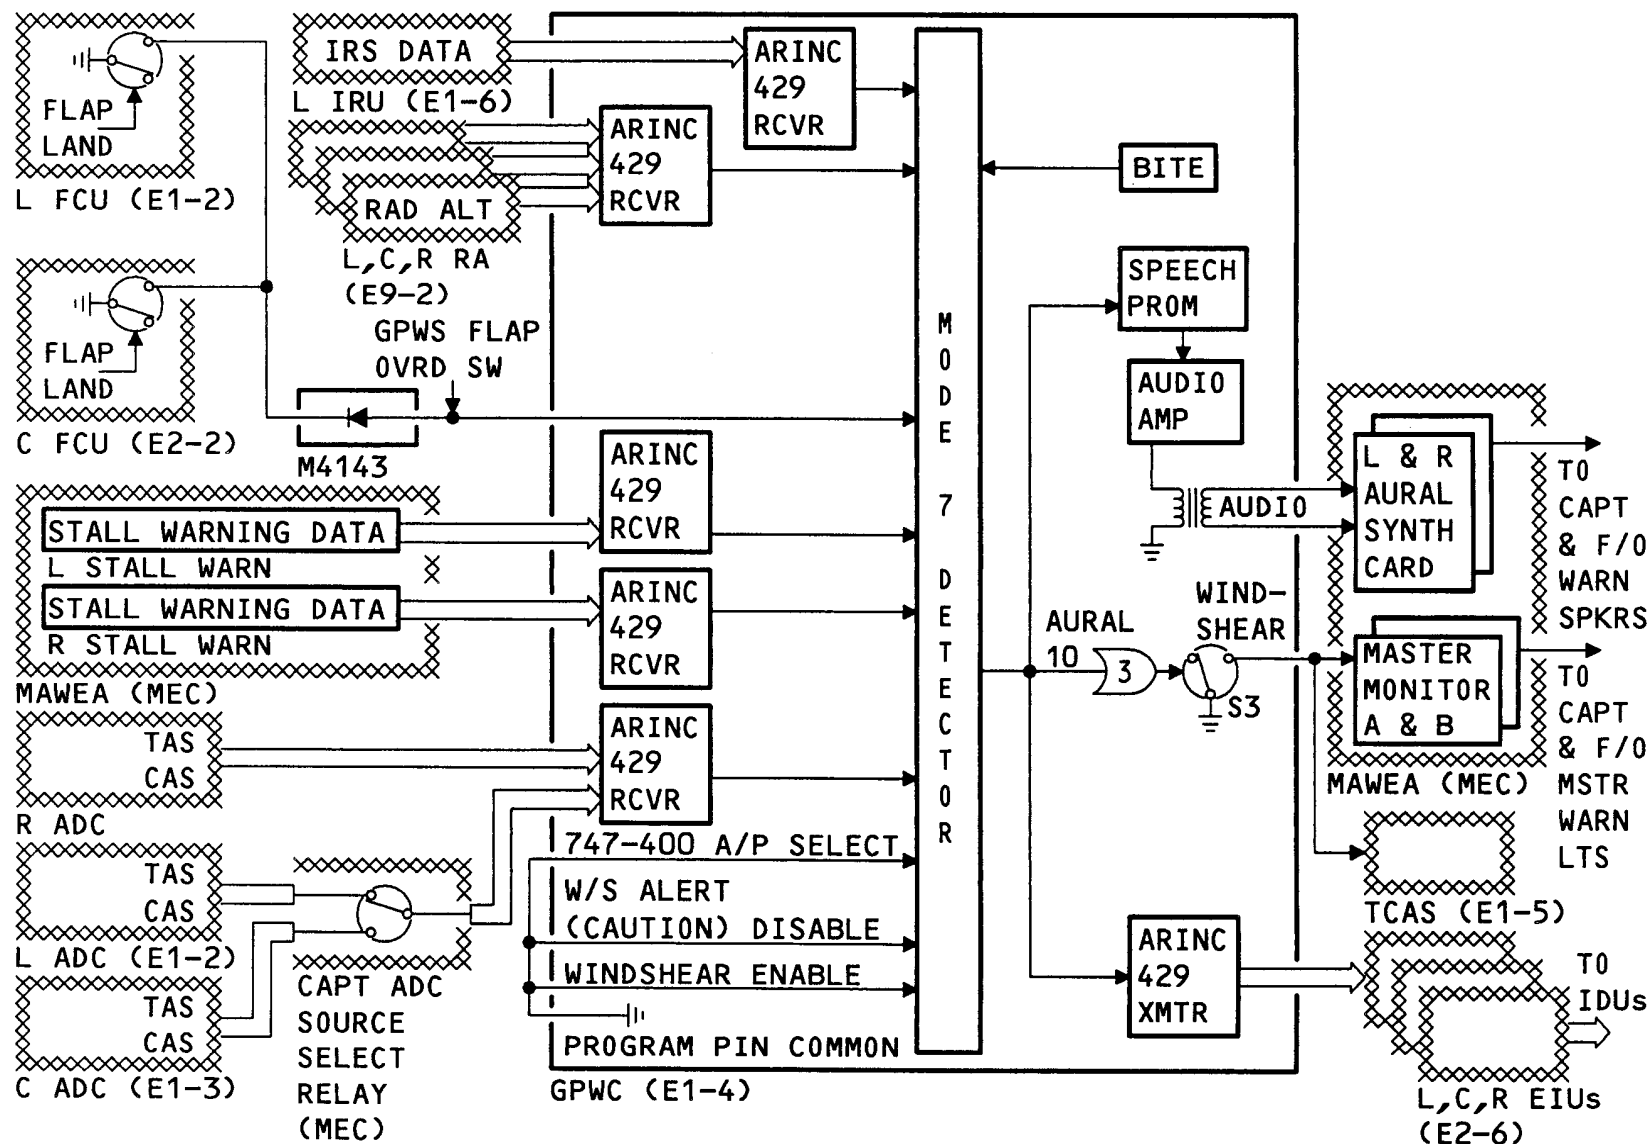 FLAP
LAND
L FCU (E1-2)
FLAP
LAND
C FCU (E2-2)
IRS DATA
L IRU (E1-6)
RAD ALT
L,C,R RA
(E9-2)
GPWS FLAP
OVRD SW
M4143
STALL WARNING DATA
L STALL WARN
STALL WARNING DATA
R STALL WARN
MAWEA (MEC)
TAS
CAS
R ADC
TAS
CAS
L ADC (E1-2)
TAS
CAS
C ADC (E1-3)
CAPT ADC
SOURCE
SELECT
RELAY
(MEC)
ARINC
429
RCVR
ARINC
429
RCVR
ARINC
429
RCVR
ARINC
429
RCVR
ARINC
429
RCVR
747-400 A/P SELECT
W/S ALERT
(CAUTION) DISABLE
WINDSHEAR ENABLE
PROGRAM PIN COMMON
GPWC (E1-4)
MODE 7 DETECTOR
BITE
SPEECH
PROM
AUDIO
AMP
AUDIO
AURAL
10
3
WIND-
SHEAR
S3
ARINC
429
XMTR
L & R
AURAL
SYNTH
CARD
TO
CAPT
& F/O
WARN
SPKRS
MASTER
MONITOR
A & B
MAWEA (MEC)
TO
CAPT
& F/O
MSTR
WARN
LTS
TCAS (E1-5)
TO
IDUs
L,C,R EIUs
(E2-6)